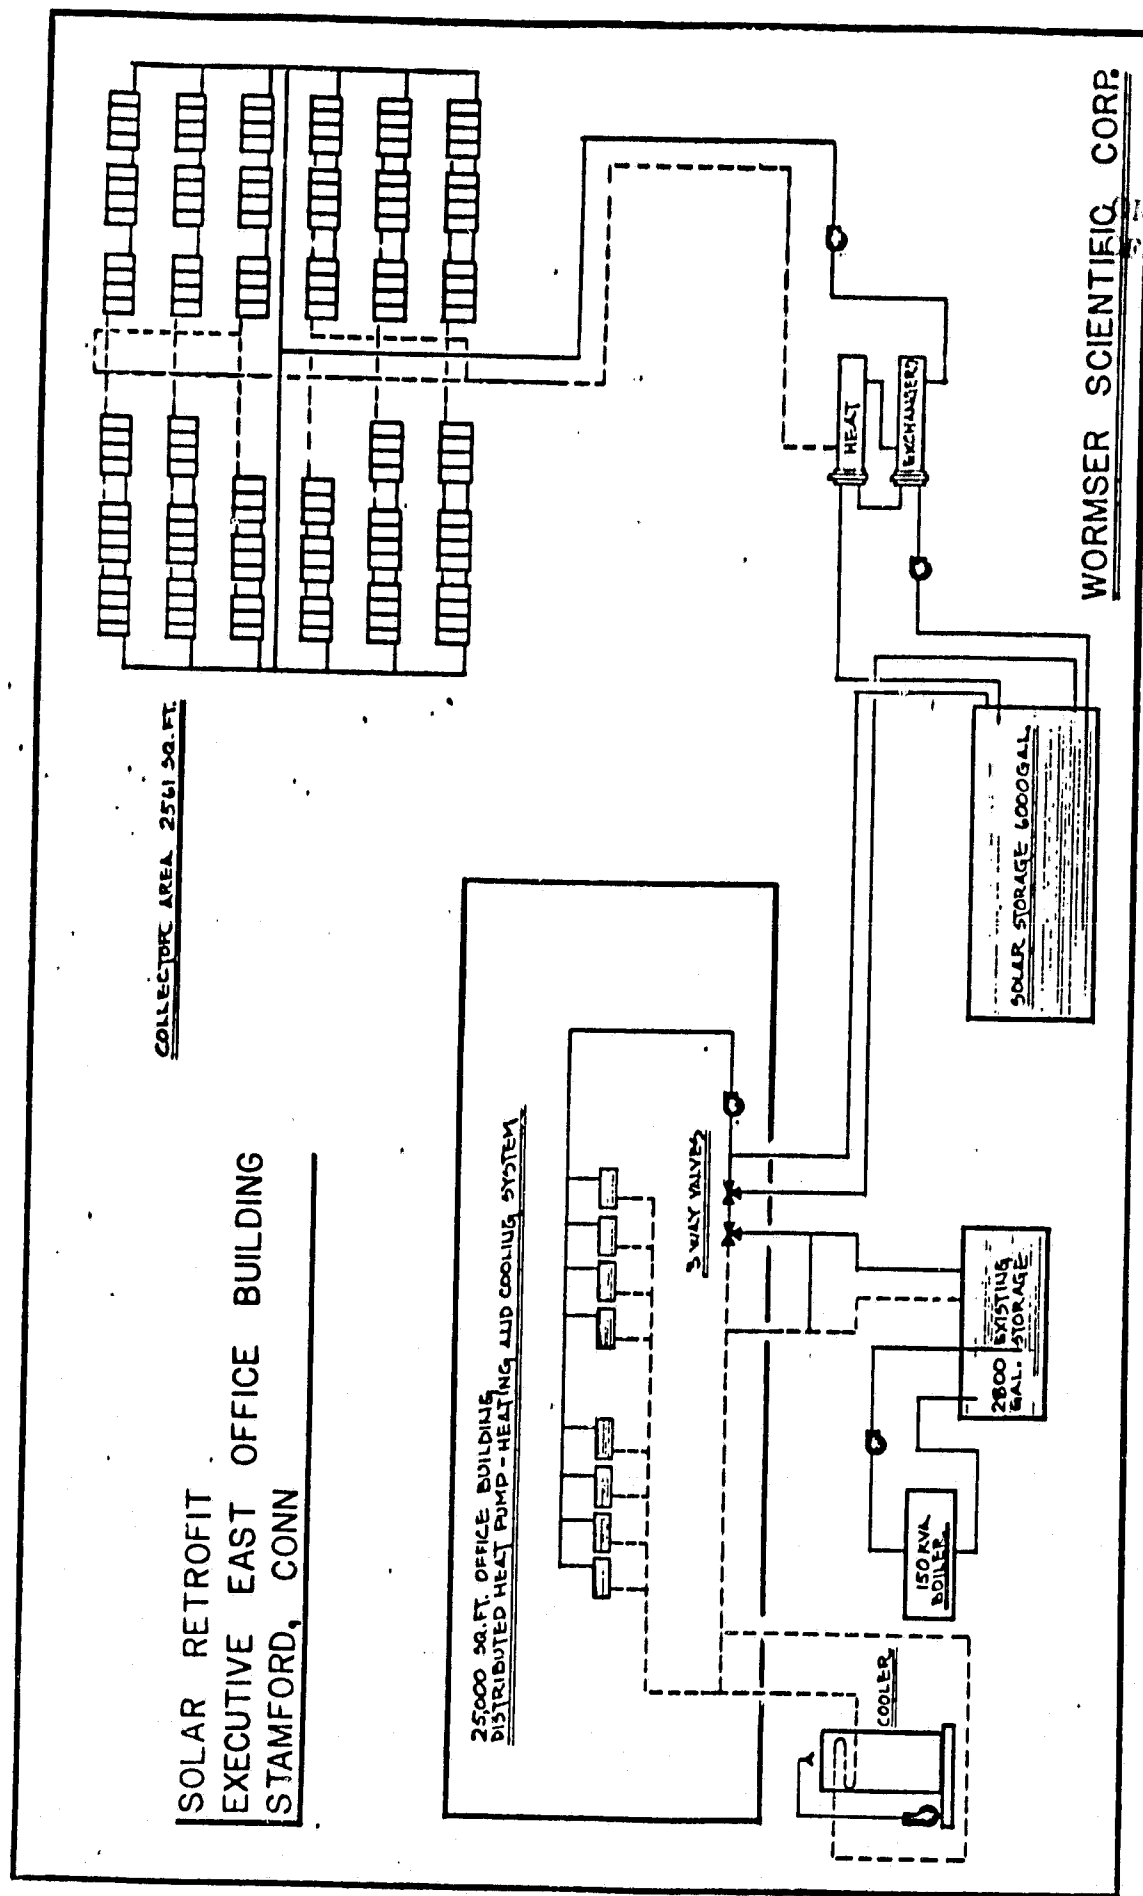 SOLAR RETROFIT
EXECUTIVE EAST OFFICE BUILDING
STAMFORD, CONN
COLLECTOR AREA 2561 SQ.FT.
25,000 SQ.FT. OFFICE BUILDING
DISTRIBUTED HEAT PUMP-HEATING AND COOLING SYSTEM
3 WAY VALVES
HEAT
EXCHANGERS
COOLER
150 KVA
BOILER
2800 EXISTING
GAL. STORAGE
SOLAR STORAGE 6000 GAL.
WORMSER SCIENTIFIC CORP.